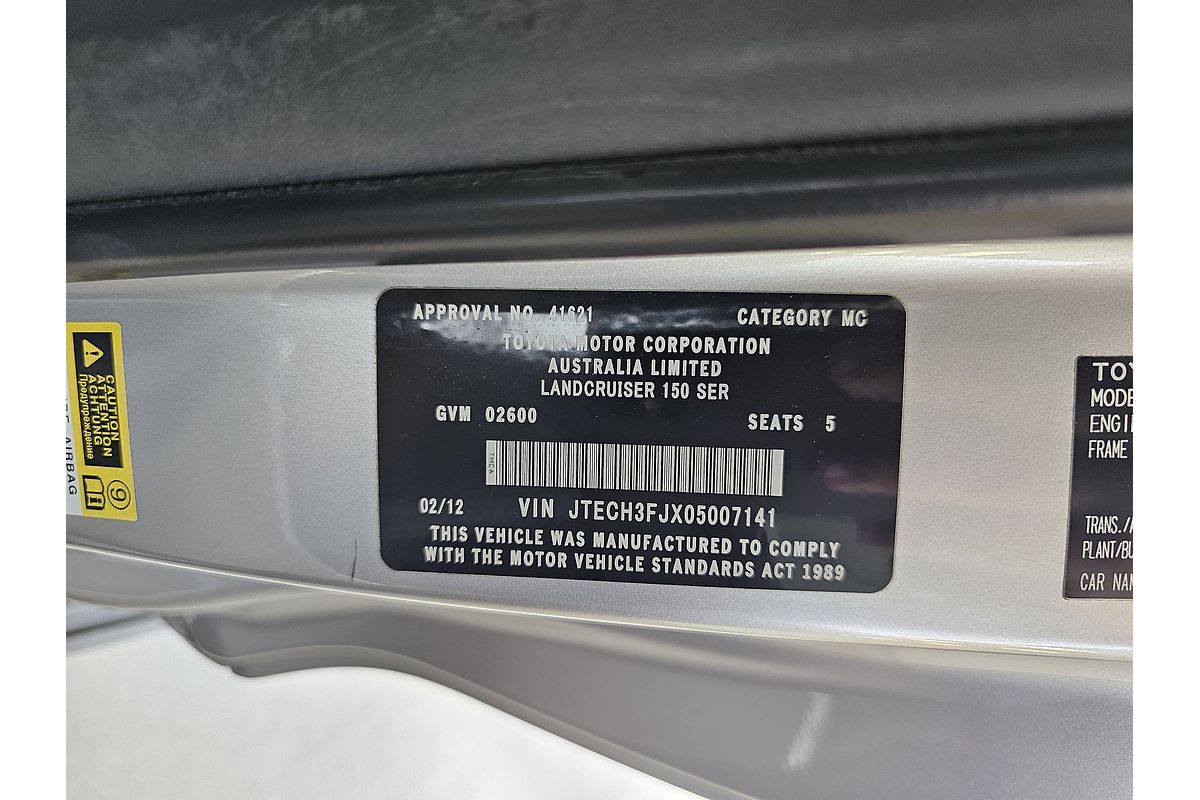 APPROVAL NO. 41621 CATEGORY MC
TOYOTA MOTOR CORPORATION
AUSTRALIA LIMITED
LANDCRUISER 150 SER
GVM 02600 SEATS 5
TMCA
02/12 VIN JTECH3FJX05007141
THIS VEHICLE WAS MANUFACTURED TO COMPLY
WITH THE MOTOR VEHICLE STANDARDS ACT 1989
CAUTION
ATTENTION
ACHTUNG
Предупреждение
AIRBAG
9
MODE
ENGI
FRAME
TRANS./
PLANT/BU
CAR NAM